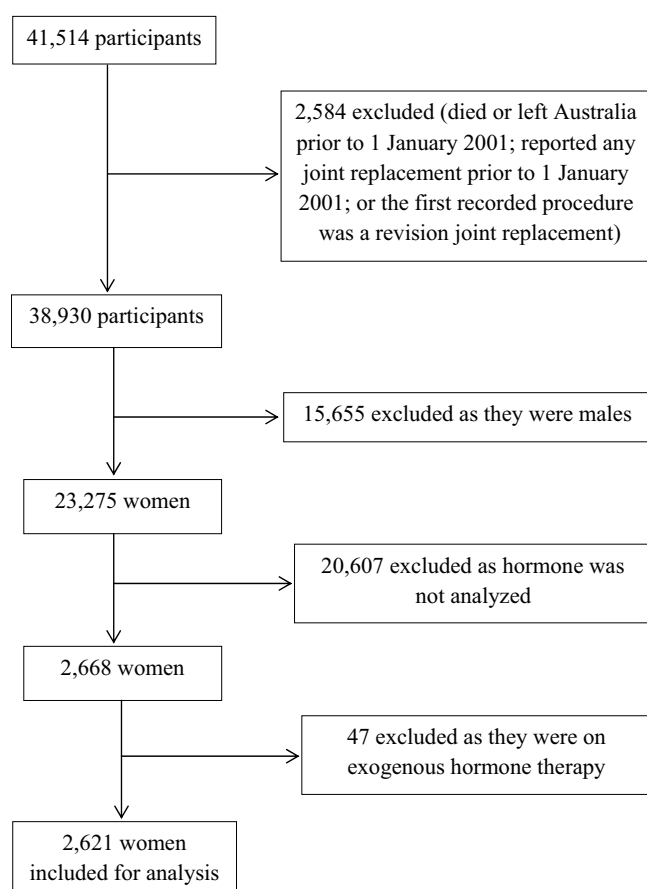 41,514 participants
2,584 excluded (died or left Australia
prior to 1 January 2001; reported any
joint replacement prior to 1 January
2001; or the first recorded procedure
was a revision joint replacement)
38,930 participants
15,655 excluded as they were males
23,275 women
20,607 excluded as hormone was
not analyzed
2,668 women
47 excluded as they were on
exogenous hormone therapy
2,621 women
included for analysis